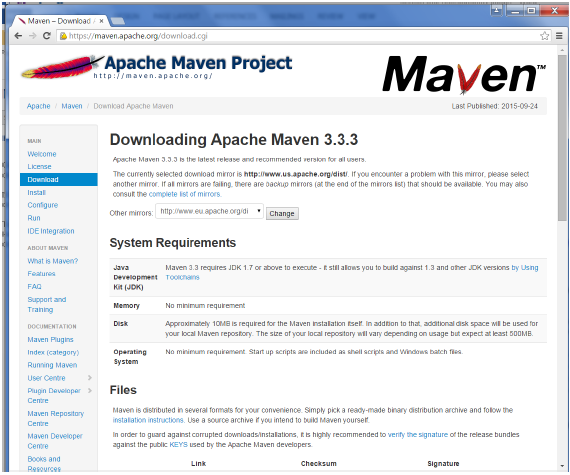 Maven – Download
https://maven.apache.org/download.cgi
Apache Maven Project
http://maven.apache.org/
Maven™
Apache / Maven / Download Apache Maven
Last Published: 2015-09-24
MAIN
Welcome
License
Download
Install
Configure
Run
IDE Integration
ABOUT MAVEN
What is Maven?
Features
FAQ
Support and
Training
DOCUMENTATION
Maven Plugins
Index (category)
Running Maven
User Centre
Plugin Developer
Centre
Maven Repository
Centre
Maven Developer
Centre
Books and
Resources
Downloading Apache Maven 3.3.3
Apache Maven 3.3.3 is the latest release and recommended version for all users.
The currently selected download mirror is http://www.us.apache.org/dist/. If you encounter a problem with this mirror, please select
another mirror. If all mirrors are failing, there are backup mirrors (at the end of the mirrors list) that should be available. You may also
consult the complete list of mirrors.
Other mirrors: http://www.eu.apache.org/di Change
System Requirements
Java
Development
Kit (JDK)
Maven 3.3 requires JDK 1.7 or above to execute - it still allows you to build against 1.3 and other JDK versions by Using
Toolchains
Memory
No minimum requirement
Disk
Approximately 10MB is required for the Maven installation itself. In addition to that, additional disk space will be used for
your local Maven repository. The size of your local repository will vary depending on usage but expect at least 500MB.
Operating
System
No minimum requirement. Start up scripts are included as shell scripts and Windows batch files.
Files
Maven is distributed in several formats for your convenience. Simply pick a ready-made binary distribution archive and follow the
installation instructions. Use a source archive if you intend to build Maven yourself.
In order to guard against corrupted downloads/installations, it is highly recommended to verify the signature of the release bundles
against the public KEYS used by the Apache Maven developers.
Link Checksum Signature